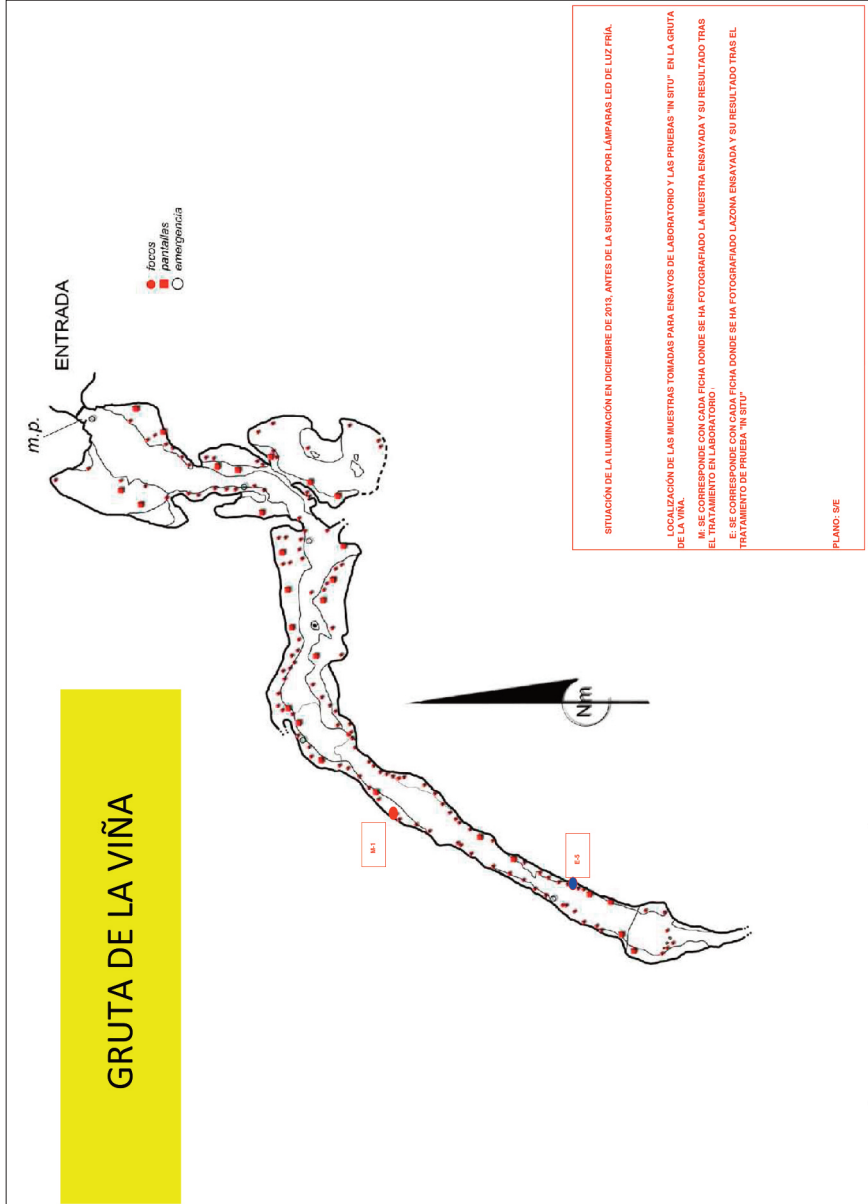 GRUTA DE LA VIÑA
m.p.
ENTRADA
focos
pantallas
emergencia
M-1
E-5
Nm
SITUACIÓN DE LA ILUMINACIÓN EN DICIEMBRE DE 2013, ANTES DE LA SUSTITUCIÓN POR LÁMPARAS LED DE LUZ FRÍA.
LOCALIZACIÓN DE LAS MUESTRAS TOMADAS PARA ENSAYOS DE LABORATORIO Y LAS PRUEBAS "IN SITU" EN LA GRUTA
DE LA VIÑA.
M: SE CORRESPONDE CON CADA FICHA DONDE SE HA FOTOGRAFIADO LA MUESTRA ENSAYADA Y SU RESULTADO TRAS
EL TRATAMIENTO EN LABORATORIO
E: SE CORRESPONDE CON CADA FICHA DONDE SE HA FOTOGRAFIADO LAZONA ENSAYADA Y SU RESULTADO TRAS EL
TRATAMIENTO DE PRUEBA "IN SITU"
PLANO: S/E